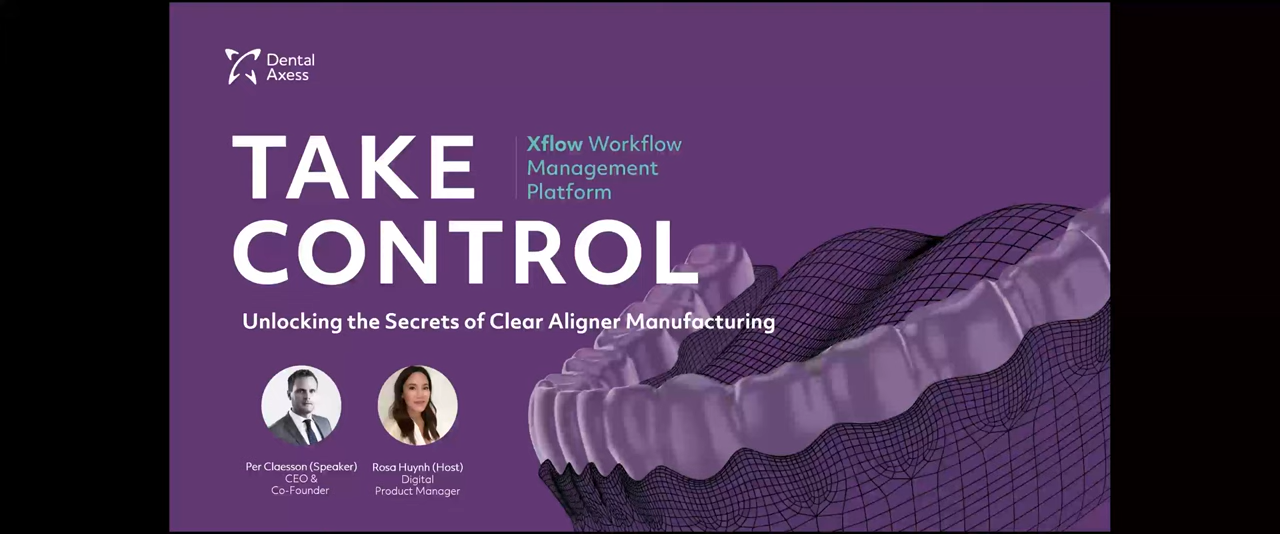 Dental
Axess
TAKE
CONTROL
Xflow Workflow
Management
Platform
Unlocking the Secrets of Clear Aligner Manufacturing
Per Claesson (Speaker)
CEO &
Co-Founder
Rosa Huynh (Host)
Digital
Product Manager